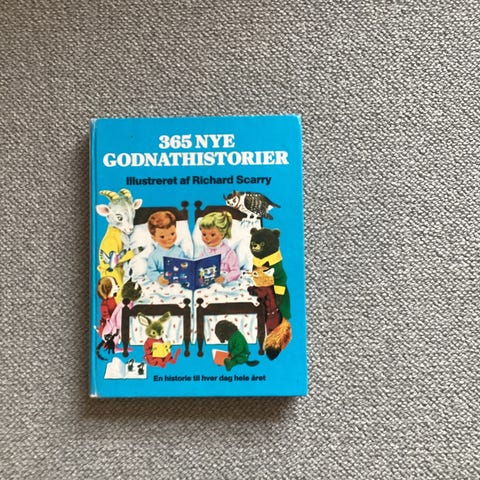 365 NYE
GODNATHISTORIER
Illustreret af Richard Scarry
En historie til hver dag hele året